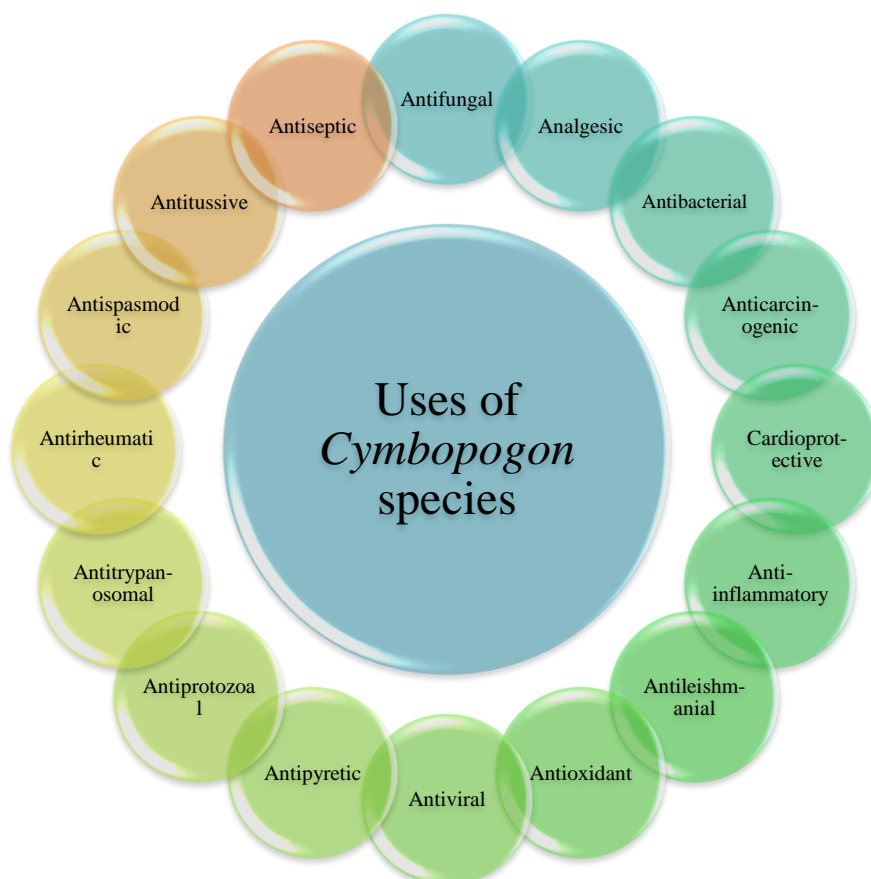 Uses of
Cymbopogon
species
Antifungal
Analgesic
Antibacterial
Anticarcin-
ogenic
Cardioprot-
ective
Anti-
inflammatory
Antileishm-
anial
Antioxidant
Antiviral
Antipyretic
Antiprotozoa
l
Antitrypan-
osomal
Antirheumati
c
Antispasmod
ic
Antitussive
Antiseptic